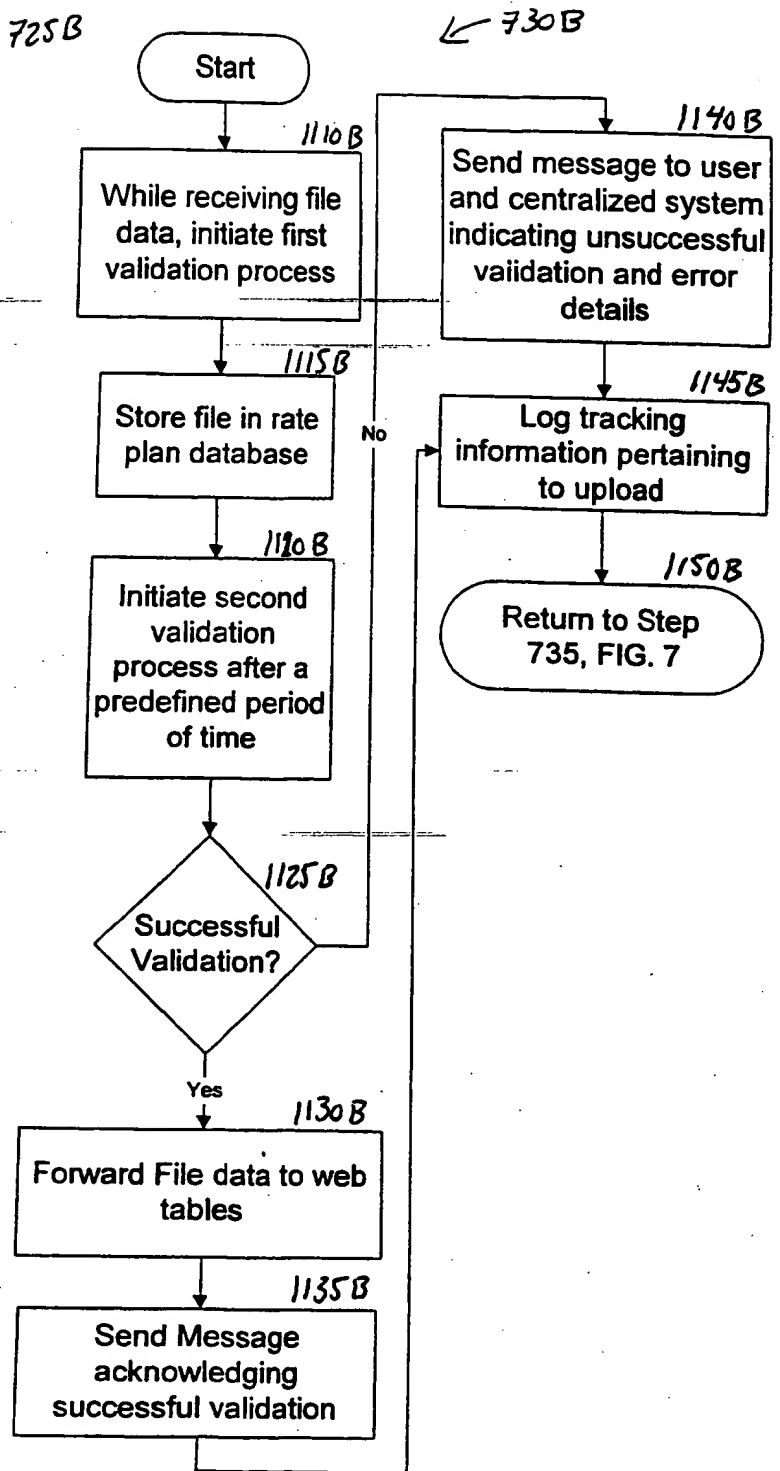 725B
730B
Start
1110B
While receiving file
data, initiate first
validation process
1115B
Store file in rate
plan database
1120B
Initiate second
validation
process after a
predefined period
of time
1125B
Successful
Validation?
No
Yes
1130B
Forward File data to web
tables
1135B
Send Message
acknowledging
successful validation
1140B
Send message to user
and centralized system
indicating unsuccessful
validation and error
details
1145B
Log tracking
information pertaining
to upload
1150B
Return to Step
735, FIG. 7